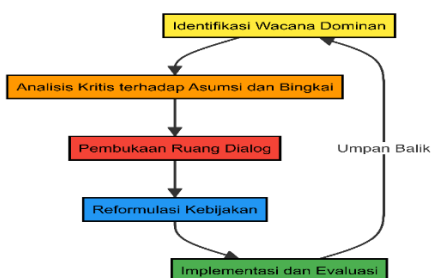 Identifikasi Wacana Dominan
Analisis Kritis terhadap Asumsi dan Bingkai
Pembukaan Ruang Dialog
Umpan Balik
Reformulasi Kebijakan
Implementasi dan Evaluasi